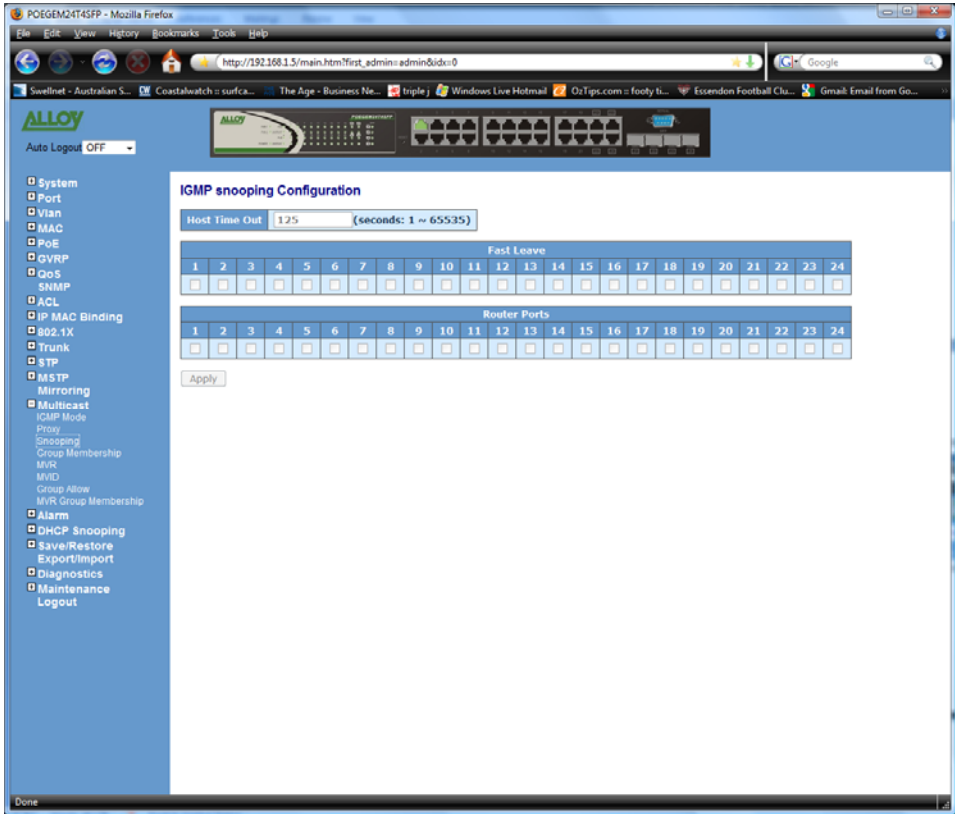 POEGEM24T4SFP - Mozilla Firefox
File Edit View History Bookmarks Tools Help
http://192.168.1.5/main.htm?first_admin=admin&idx=0
Google
Swellnet - Australian S... Coastalwatch :: surfca... The Age - Business Ne... triple j Windows Live Hotmail OzTips.com :: footy ti... Essendon Football Clu... Gmail: Email from Go...
ALLOY
ALLOY
Auto Logout OFF
System
Port
Vlan
MAC
PoE
GVRP
QoS
SNMP
ACL
IP MAC Binding
802.1X
Trunk
STP
MSTP
Mirroring
Multicast
IGMP Mode
Proxy
Snooping
Group Membership
MVR
MVID
Group Allow
MVR Group Membership
Alarm
DHCP Snooping
Save/Restore
Export/Import
Diagnostics
Maintenance
Logout
IGMP snooping Configuration
Host Time Out 125 (seconds: 1 ~ 65535)
Fast Leave
1 2 3 4 5 6 7 8 9 10 11 12 13 14 15 16 17 18 19 20 21 22 23 24
Router Ports
1 2 3 4 5 6 7 8 9 10 11 12 13 14 15 16 17 18 19 20 21 22 23 24
Apply
Done